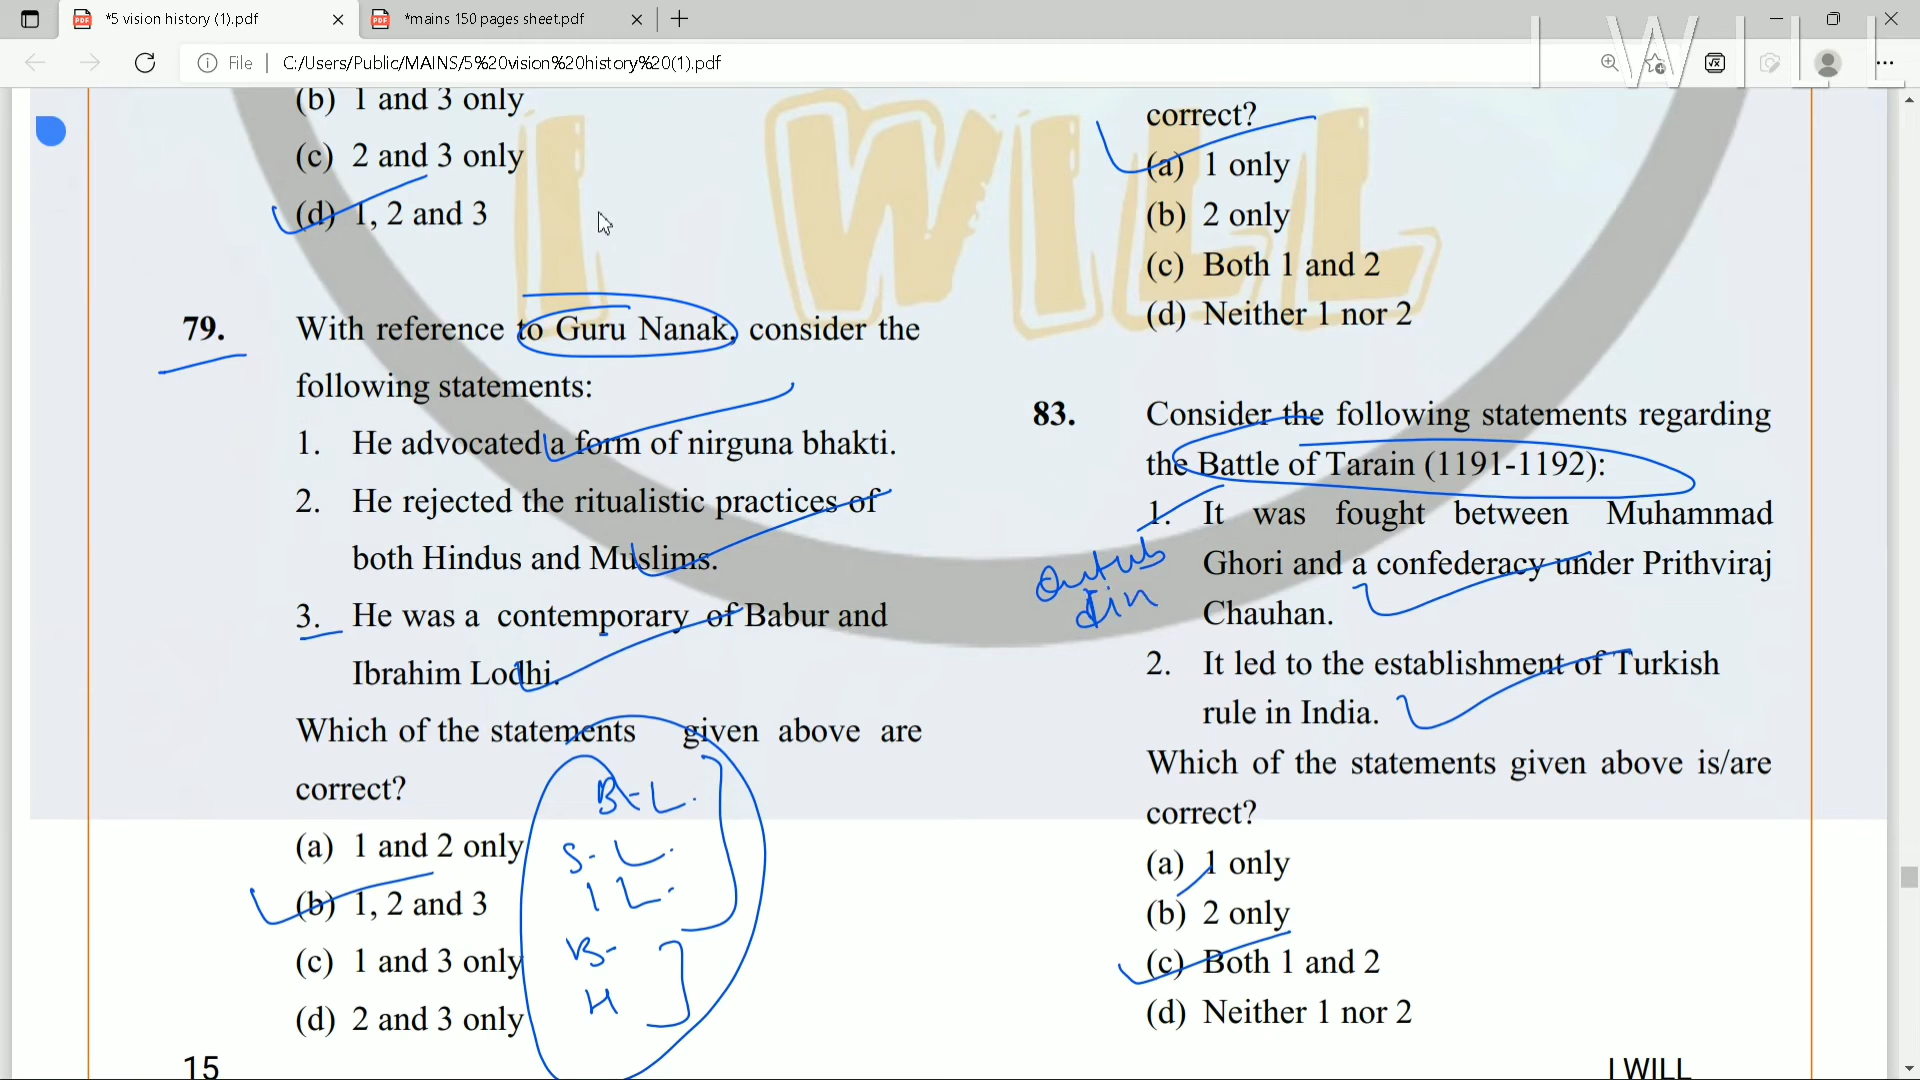 *5 vision history (1).pdf
*mains 150 pages sheet.pdf
File
C:/Users/Public/MAINS/5%20vision%20history%20(1).pdf
I WILL
I WILL
(b) 1 and 3 only
(c) 2 and 3 only
(d) 1, 2 and 3
79. With reference to Guru Nanak, consider the
following statements:
1. He advocated a form of nirguna bhakti.
2. He rejected the ritualistic practices of
both Hindus and Muslims.
3. He was a contemporary of Babur and
Ibrahim Lodhi.
Which of the statements given above are
correct?
B-L.
S-L.
I L.
B-
H
(a) 1 and 2 only
(b) 1, 2 and 3
(c) 1 and 3 only
(d) 2 and 3 only
15
correct?
(a) 1 only
(b) 2 only
(c) Both 1 and 2
(d) Neither 1 nor 2
83. Consider the following statements regarding
the Battle of Tarain (1191-1192):
1. It was fought between Muhammad
Ghori and a confederacy under Prithviraj
Chauhan.
Qutub
din
2. It led to the establishment of Turkish
rule in India.
Which of the statements given above is/are
correct?
(a) 1 only
(b) 2 only
(c) Both 1 and 2
(d) Neither 1 nor 2
I WILL